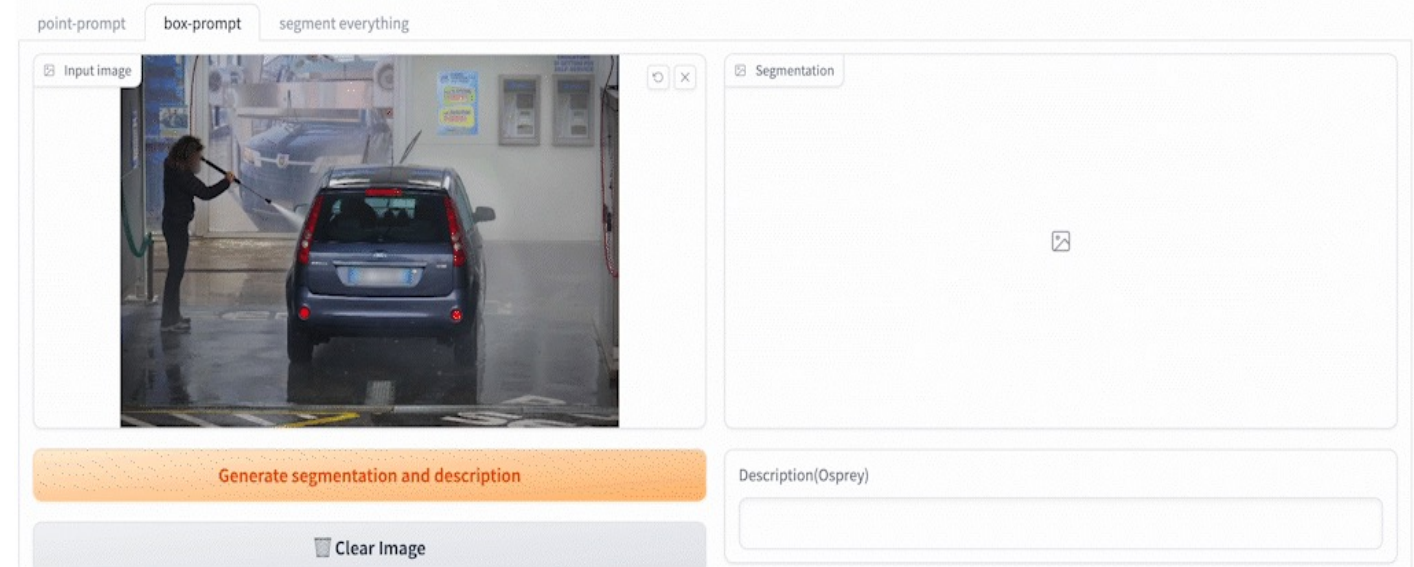 point-prompt
box-prompt
segment everything
Input image
Segmentation
Generate segmentation and description
Description(Osprey)
Clear Image